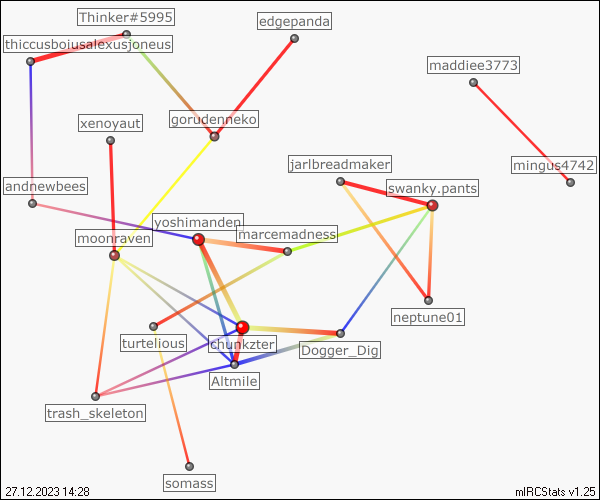 Thinker#5995
edgepanda
thiccusboiusalexusjoneus
maddiee3773
xenoyaut
gorudenneko
jarlbreadmaker
mingus4742
andnewbees
swanky.pants
yoshimanden
moonraven
marcemadness
neptune01
turtelious
chunkzter
Dogger_Dig
Altmile
trash_skeleton
somass
27.12.2023 14:28
mIRCStats v1.25